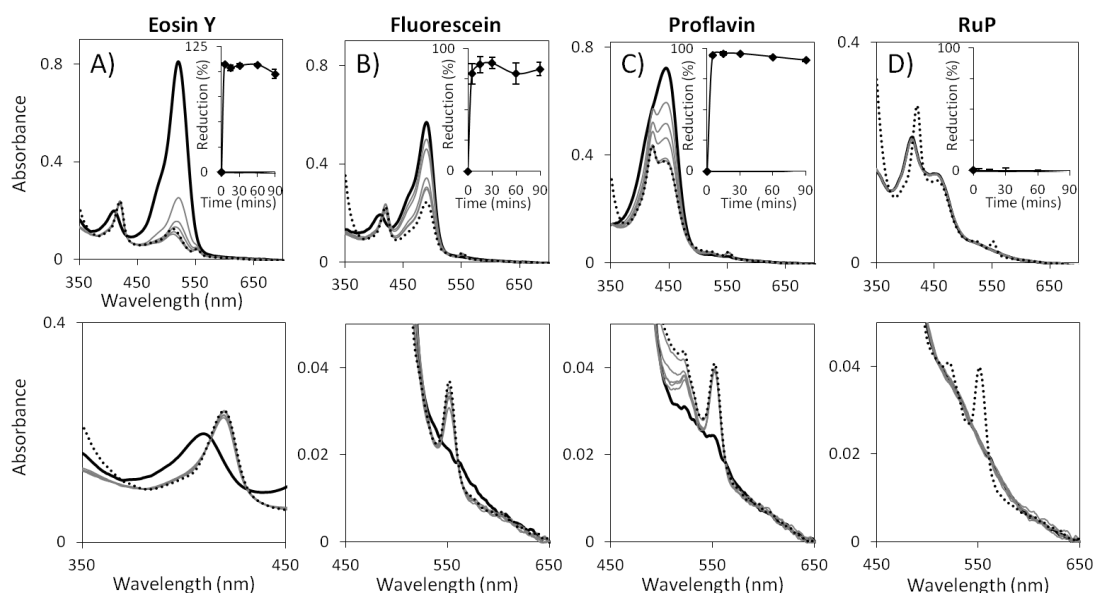 Eosin Y
Fluorescein
Proflavin
RuP
A)
B)
C)
D)
Absorbance
0.8
0.4
0
350
450
550
650
Wavelength (nm)
Reduction (%)
125
0
0 30 60 90
Time (mins)
0.8
0.4
0
350 450 550 650
Reduction (%)
100
0
0 30 60 90
Time (mins)
0.8
0.4
0
350 450 550 650
Reduction (%)
100
0
0 30 60 90
Time (mins)
0.4
0
350 450 550 650
Reduction (%)
100
0
0 30 60 90
Time (mins)
Absorbance
0.4
0
350 450
Wavelength (nm)
0.04
0.02
0
450 550 650
Wavelength (nm)
0.04
0.02
0
450 550 650
Wavelength (nm)
0.04
0.02
0
450 550 650
Wavelength (nm)